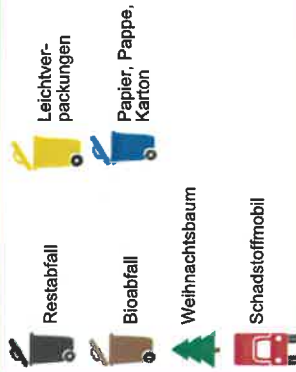 Restabfall
Bioabfall
Weihnachtsbaum
Schadstoffmobil
Leichtver-
packungen
Papier, Pappe,
Karton